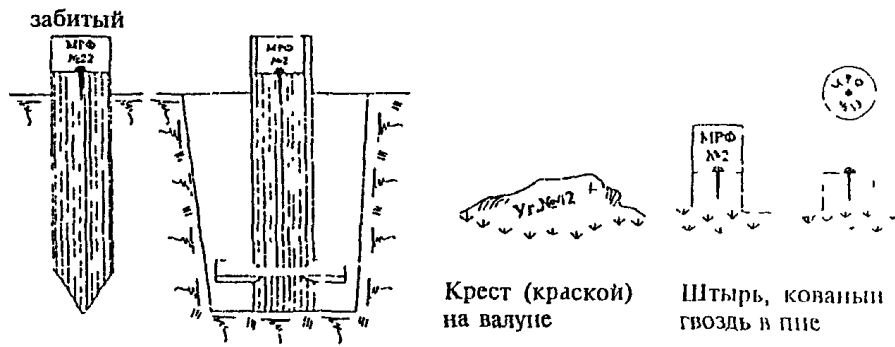 забитый
МРФ
№22
МРФ
№2
Уг.№12
МРФ
№2
Крест (краской)
на валуне
Штырь, кованый
гвоздь в пне